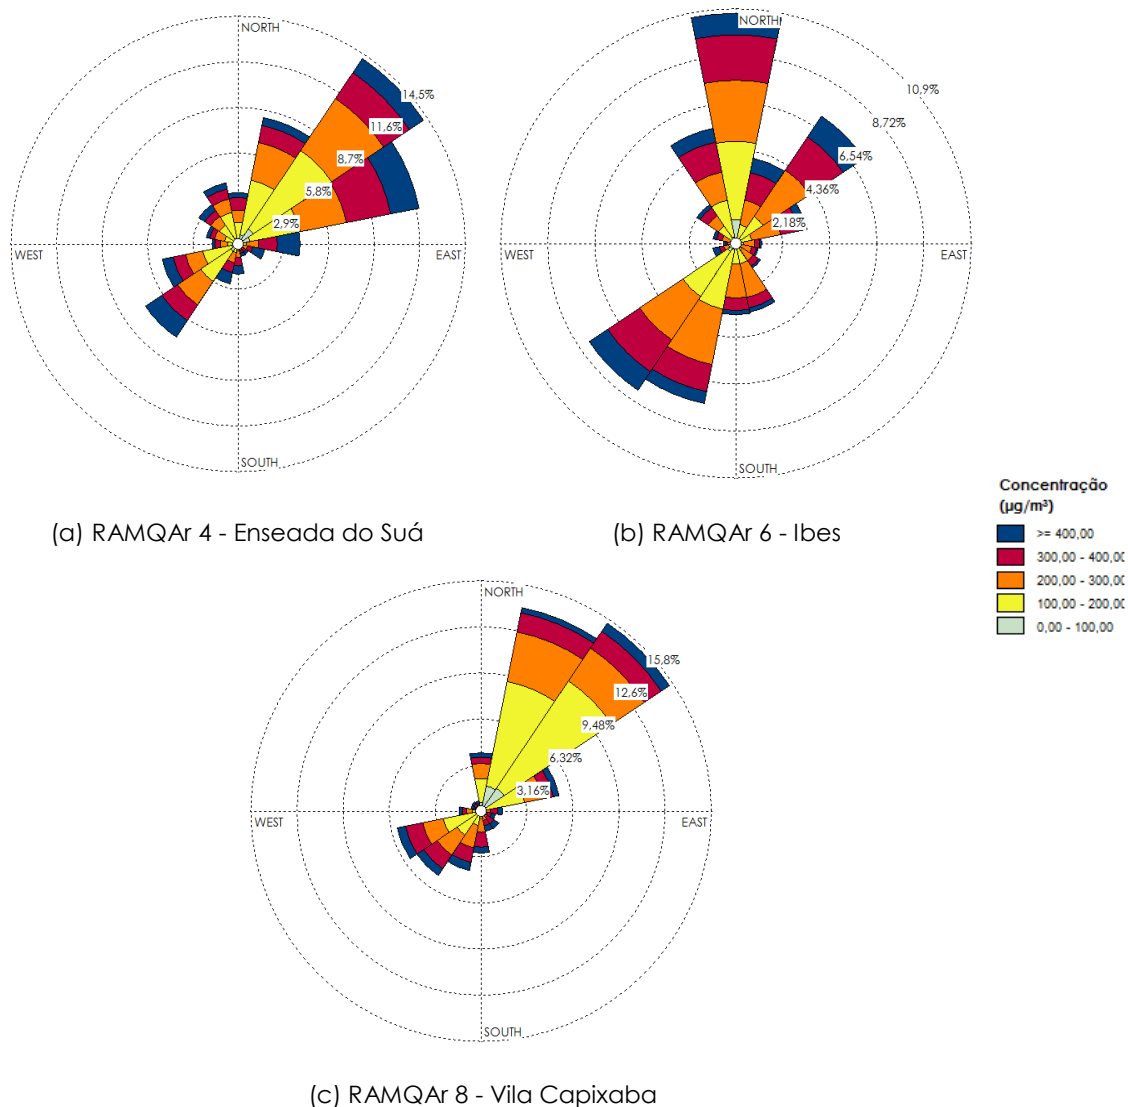 NORTH
14,5%
11,6%
8,7%
5,8%
2,9%
WEST
EAST
SOUTH
(a) RAMQAr 4 - Enseada do Suá
NORTH
10,9%
8,72%
6,54%
4,36%
2,18%
WEST
EAST
SOUTH
(b) RAMQAr 6 - Ibes
Concentração
(µg/m³)
>= 400,00
300,00 - 400,00
200,00 - 300,00
100,00 - 200,00
0,00 - 100,00
NORTH
15,8%
12,6%
9,48%
6,32%
3,16%
WEST
EAST
SOUTH
(c) RAMQAr 8 - Vila Capixaba